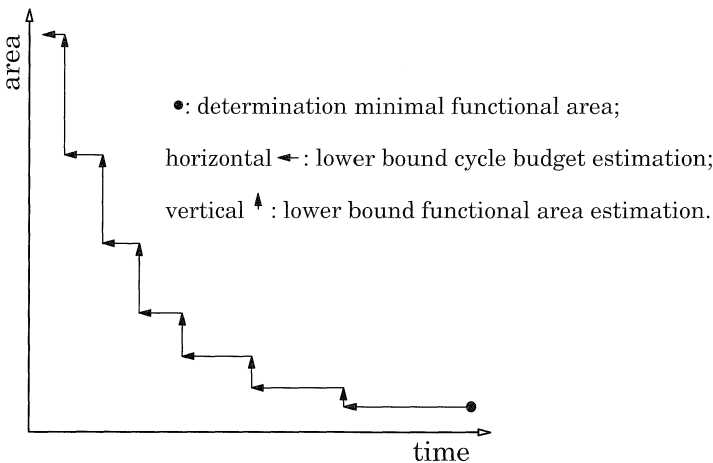 area
●: determination minimal functional area;
horizontal ←: lower bound cycle budget estimation;
vertical ↑: lower bound functional area estimation.
time